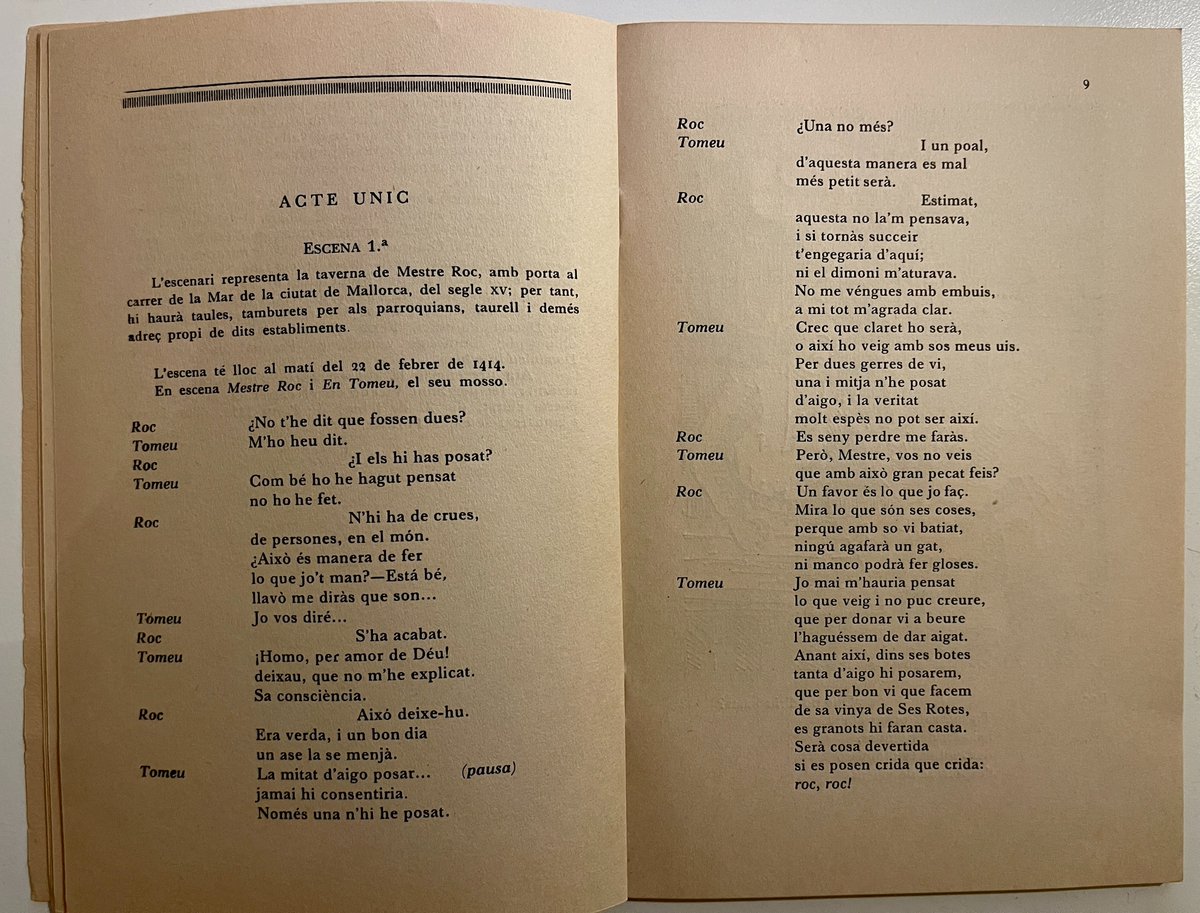 ACTE UNIC
ESCENA 1.ª
L'escenari representa la taverna de Mestre Roc, amb porta al
carrer de la Mar de la ciutat de Mallorca, del segle XV; per tant,
hi haurà taules, tamburets per als parroquians, taurell i demés
adreç propi de dits establiments.
L'escena té lloc al matí del 22 de febrer de 1414.
En escena Mestre Roc i En Tomeu, el seu mosso.
Roc ¿No t'he dit que fossen dues?
Tomeu M'ho heu dit.
Roc ¿I els hi has posat?
Tomeu Com bé ho he hagut pensat
no ho he fet.
Roc N'hi ha de crues,
de persones, en el món.
¿Això és manera de fer
lo que jo't man?—Está bé,
llavò me diràs que son...
Tomeu Jo vos diré...
Roc S'ha acabat.
Tomeu ¡Homo, per amor de Déu!
deixau, que no m'he explicat.
Sa consciència.
Roc Aixó deixe-hu.
Era verda, i un bon dia
un ase la se menjà.
Tomeu La mitat d'aigo posar... (pausa)
jamai hi consentiria.
Només una n'hi he posat.
9
Roc ¿Una no més?
Tomeu I un poal,
d'aquesta manera es mal
més petit serà.
Roc Estimat,
aquesta no la'm pensava,
i si tornàs succeir
t'engegaria d'aquí;
ni el dimoni m'aturava.
No me véngues amb embuis,
a mi tot m'agrada clar.
Tomeu Crec que claret ho serà,
o així ho veig amb sos meus uis.
Per dues gerres de vi,
una i mitja n'he posat
d'aigo, i la veritat
molt espès no pot ser així.
Roc Es seny perdre me faràs.
Tomeu Però, Mestre, vos no veis
que amb això gran pecat feis?
Roc Un favor és lo que jo faç.
Mira lo que són ses coses,
perque amb so vi batiat,
ningú agafarà un gat,
ni manco podrà fer gloses.
Tomeu Jo mai m'hauria pensat
lo que veig i no puc creure,
que per donar vi a beure
l'haguéssem de dar aigat.
Anant així, dins ses botes
tanta d'aigo hi posarem,
que per bon vi que facem
de sa vinya de Ses Rotes,
es granots hi faran casta.
Serà cosa devertida
si es posen crida que crida:
roc, roc!